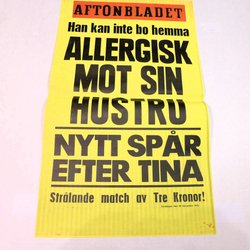 AFTONBLADET
Han kan inte bo hemma
ALLERGISK
MOT SIN
HUSTRU
NYTT SPÅR
EFTER TINA
Strålande match av Tre Kronor!